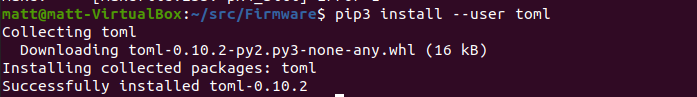 matt@matt-VirtualBox:~/src/Firmware$ pip3 install --user toml
Collecting toml
  Downloading toml-0.10.2-py2.py3-none-any.whl (16 kB)
Installing collected packages: toml
Successfully installed toml-0.10.2